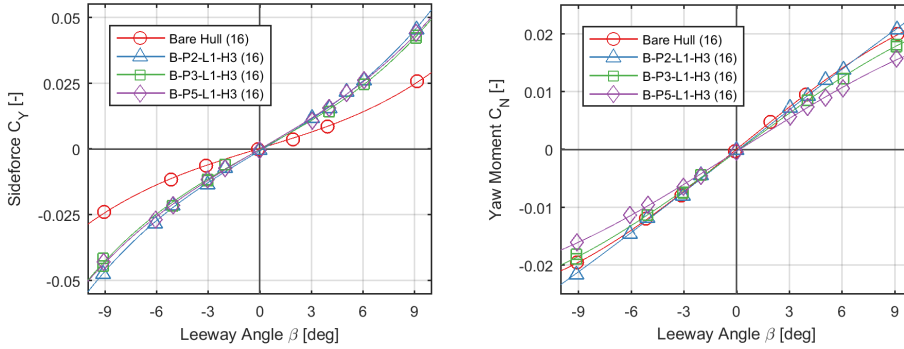 Sideforce C_Y [-]
0.05
0.025
0
-0.025
-0.05
Bare Hull (16)
B-P2-L1-H3 (16)
B-P3-L1-H3 (16)
B-P5-L1-H3 (16)
-9 -6 -3 0 3 6 9
Leeway Angle β [deg]
Yaw Moment C_N [-]
0.02
0.01
0
-0.01
-0.02
Bare Hull (16)
B-P2-L1-H3 (16)
B-P3-L1-H3 (16)
B-P5-L1-H3 (16)
-9 -6 -3 0 3 6 9
Leeway Angle β [deg]